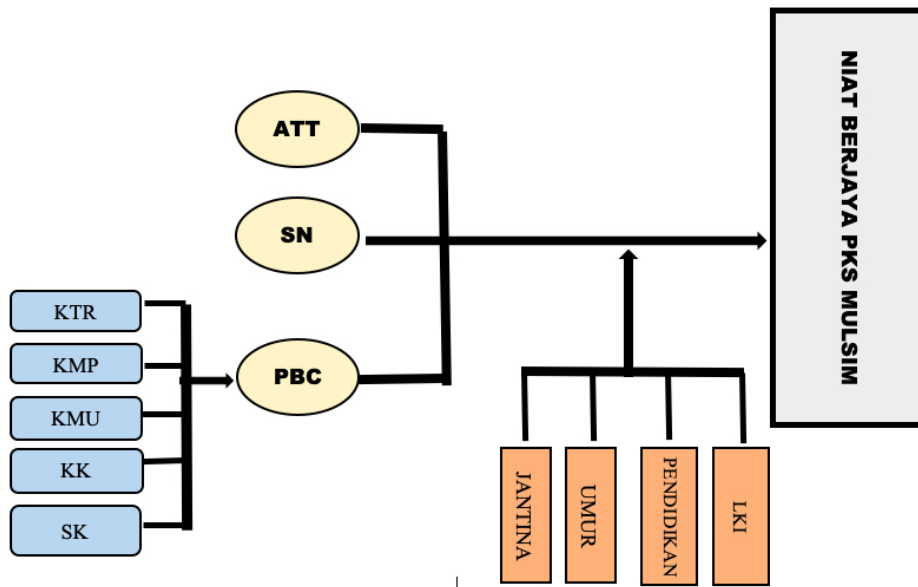 ATT
SN
PBC
KTR
KMP
KMU
KK
SK
JANTINA
UMUR
PENDIDIKAN
LKI
NIAT BERJAYA PKS MULSIM